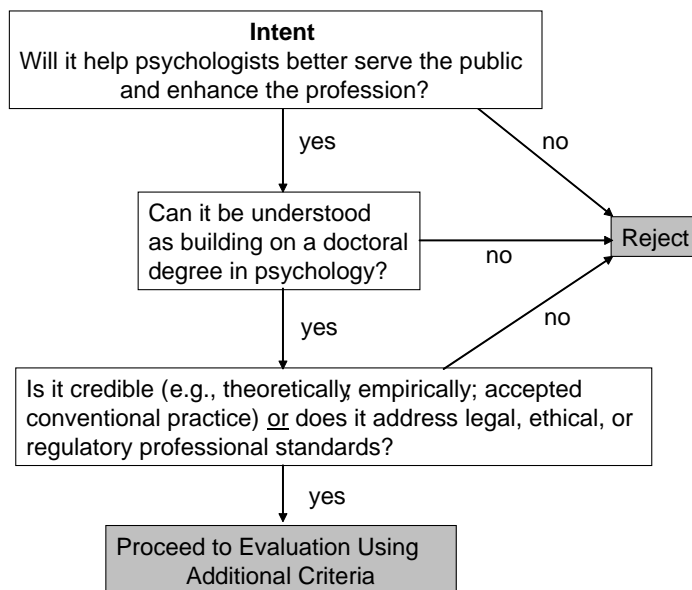 Intent
Will it help psychologists better serve the public
and enhance the profession?
yes
no
Can it be understood
as building on a doctoral
degree in psychology?
no
Reject
yes
no
Is it credible (e.g., theoretically; empirically; accepted
conventional practice) or does it address legal, ethical, or
regulatory professional standards?
yes
Proceed to Evaluation Using
Additional Criteria